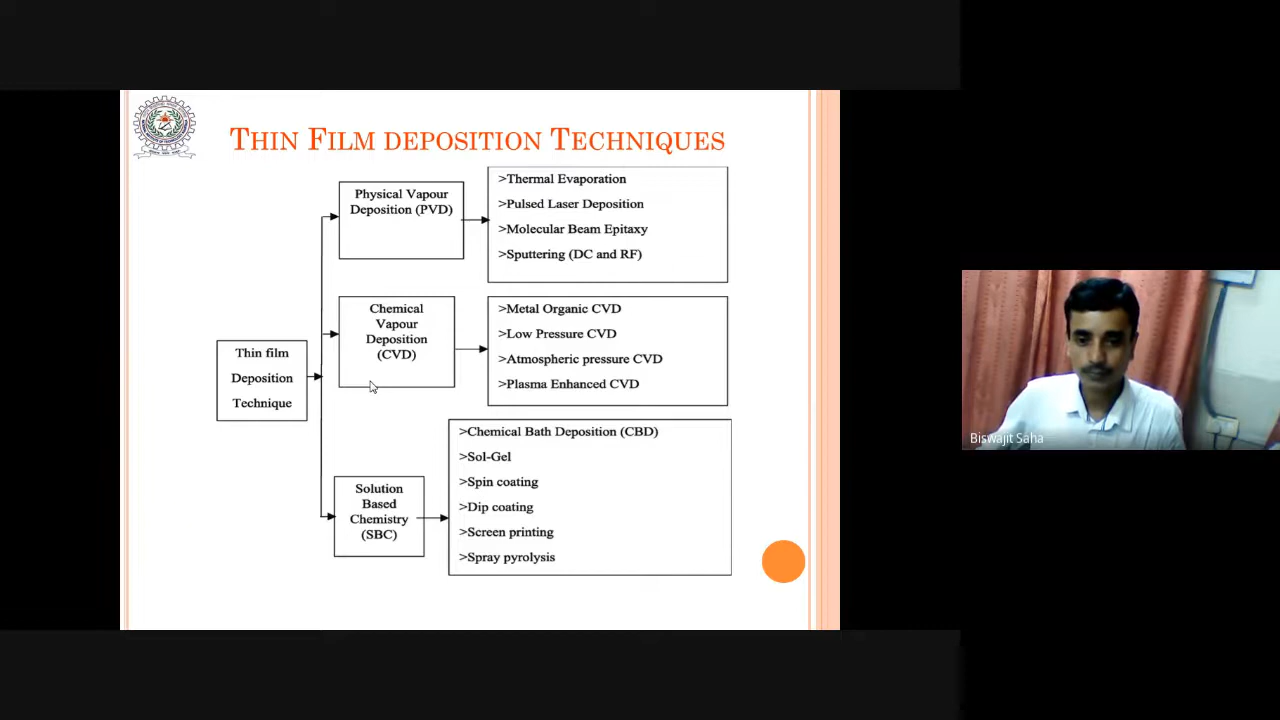 THIN FILM DEPOSITION TECHNIQUES
Physical Vapour
Deposition (PVD)
>Thermal Evaporation
>Pulsed Laser Deposition
>Molecular Beam Epitaxy
>Sputtering (DC and RF)
Chemical
Vapour
Deposition
(CVD)
>Metal Organic CVD
>Low Pressure CVD
>Atmospheric pressure CVD
>Plasma Enhanced CVD
Thin film
Deposition
Technique
Solution
Based
Chemistry
(SBC)
>Chemical Bath Deposition (CBD)
>Sol-Gel
>Spin coating
>Dip coating
>Screen printing
>Spray pyrolysis
Biswajit Saha